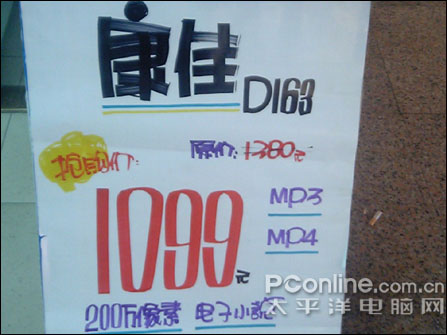 康佳 D163
抢购价:
原价: 1380元
1099元
MP3
MP4
200万像素 电子小说
PConline.com.cn
太平洋电脑网